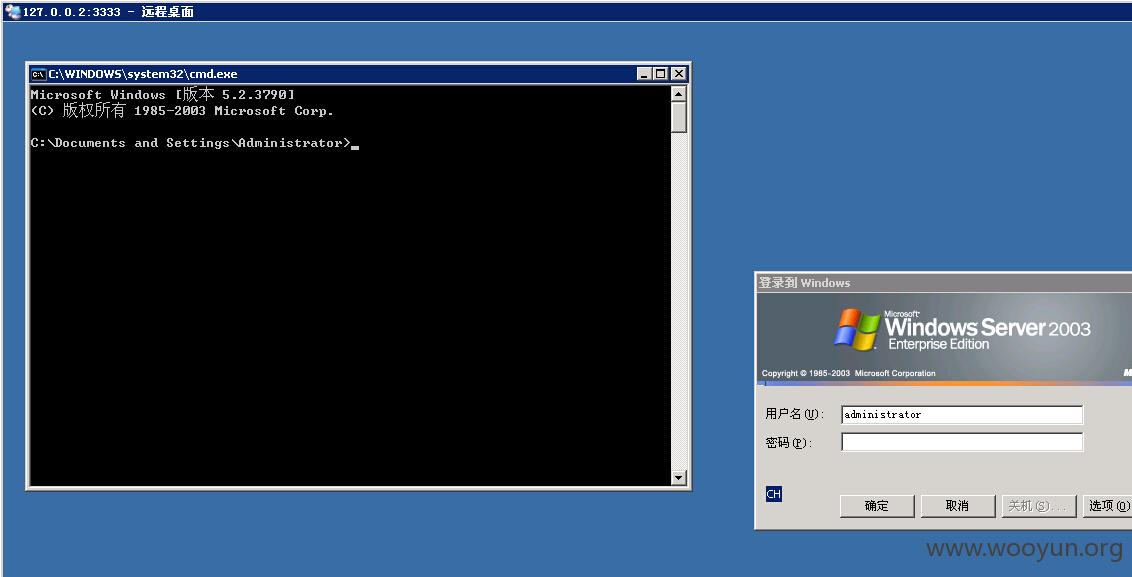 127.0.0.2:3333 - 远程桌面
C:\WINDOWS\system32\cmd.exe
Microsoft Windows [版本 5.2.3790]
(C) 版权所有 1985-2003 Microsoft Corp.
C:\Documents and Settings\Administrator>_
登录到 Windows
Microsoft
Windows Server 2003
Enterprise Edition
Copyright © 1985-2003 Microsoft Corporation
用户名(U): administrator
密码(P):
CH
确定 取消 关机(S)... 选项(O)
www.wooyun.org